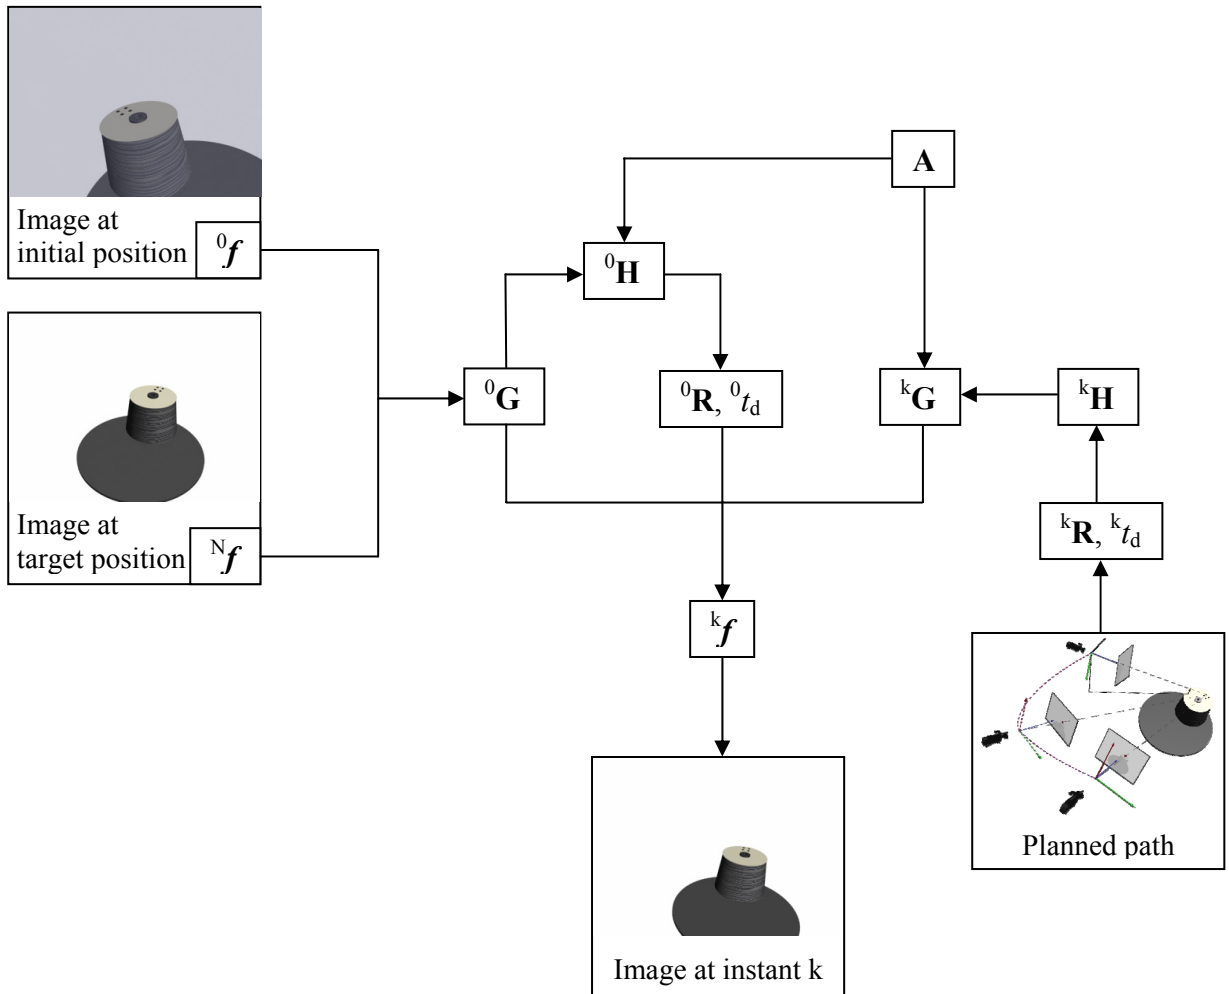 Image at
initial position
⁰f
Image at
target position
ᴺf
⁰G
⁰H
A
⁰R, ⁰t_d
ᵏG
ᵏH
ᵏR, ᵏt_d
ᵏf
Planned path
Image at instant k